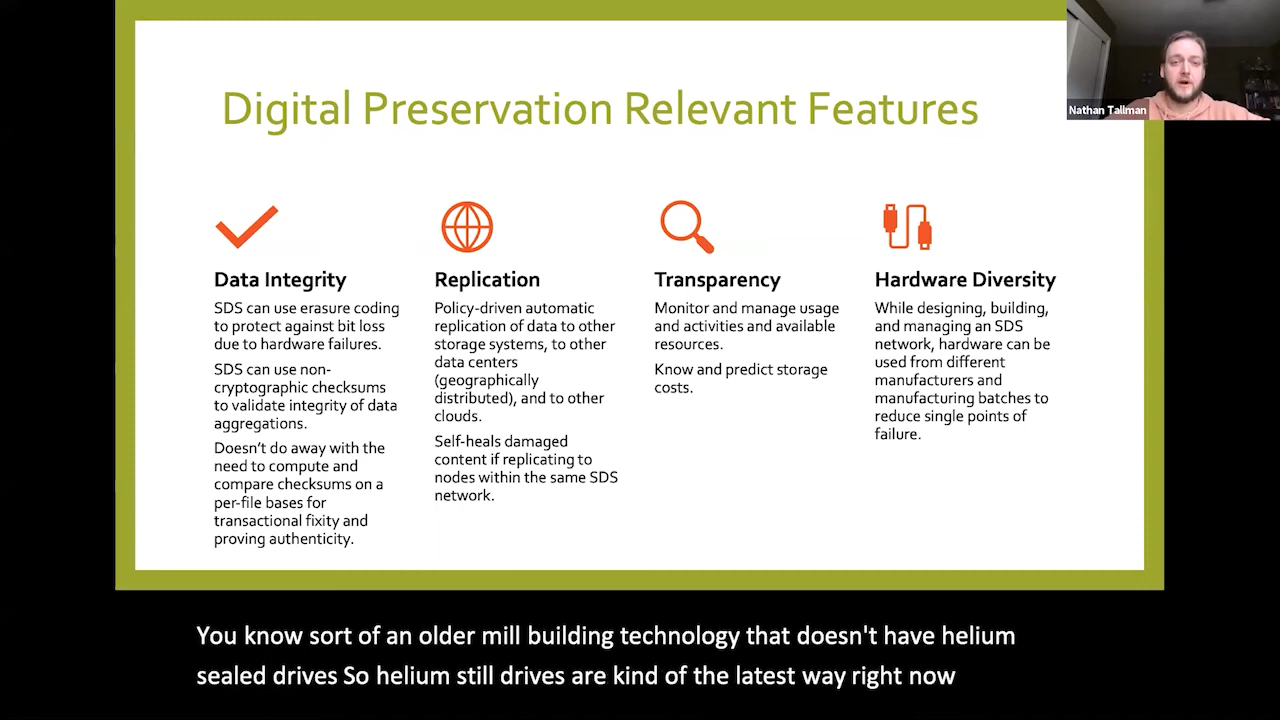 Digital Preservation Relevant Features
Nathan Tallman
Data Integrity
SDS can use erasure coding
to protect against bit loss
due to hardware failures.
SDS can use non-
cryptographic checksums
to validate integrity of data
aggregations.
Doesn't do away with the
need to compute and
compare checksums on a
per-file bases for
transactional fixity and
proving authenticity.
Replication
Policy-driven automatic
replication of data to other
storage systems, to other
data centers
(geographically
distributed), and to other
clouds.
Self-heals damaged
content if replicating to
nodes within the same SDS
network.
Transparency
Monitor and manage usage
and activities and available
resources.
Know and predict storage
costs.
Hardware Diversity
While designing, building,
and managing an SDS
network, hardware can be
used from different
manufacturers and
manufacturing batches to
reduce single points of
failure.
You know sort of an older mill building technology that doesn't have helium
sealed drives So helium still drives are kind of the latest way right now